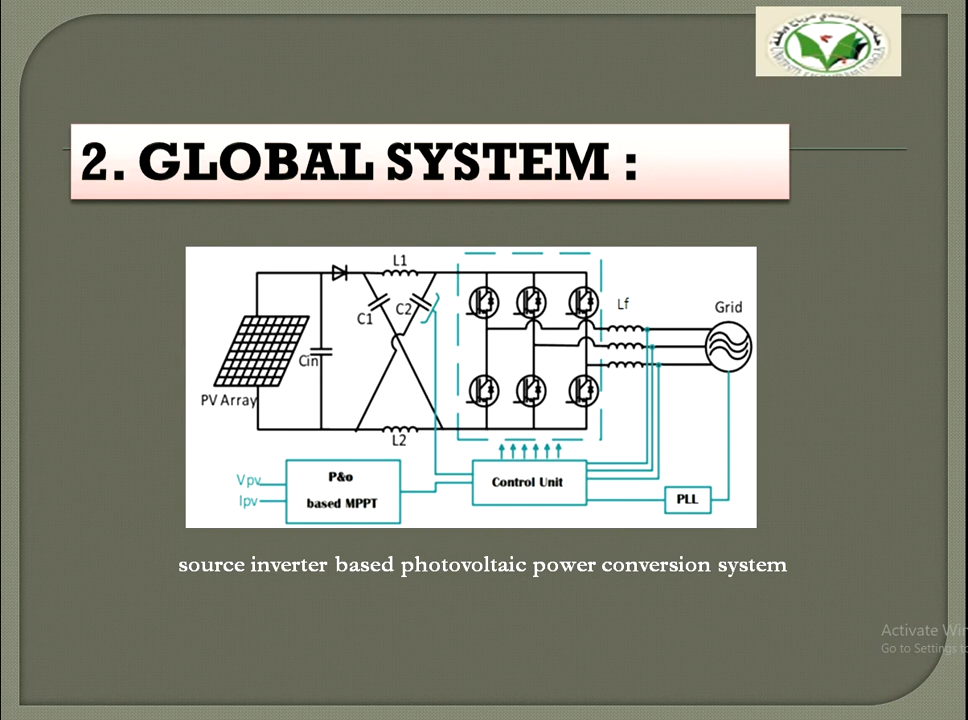 2. GLOBAL SYSTEM :
L1
C1
C2
Lf
Grid
Cin
PV Array
L2
Vpv
Ipv
P&o
based MPPT
Control Unit
PLL
source inverter based photovoltaic power conversion system
Activate Win
Go to Settings to